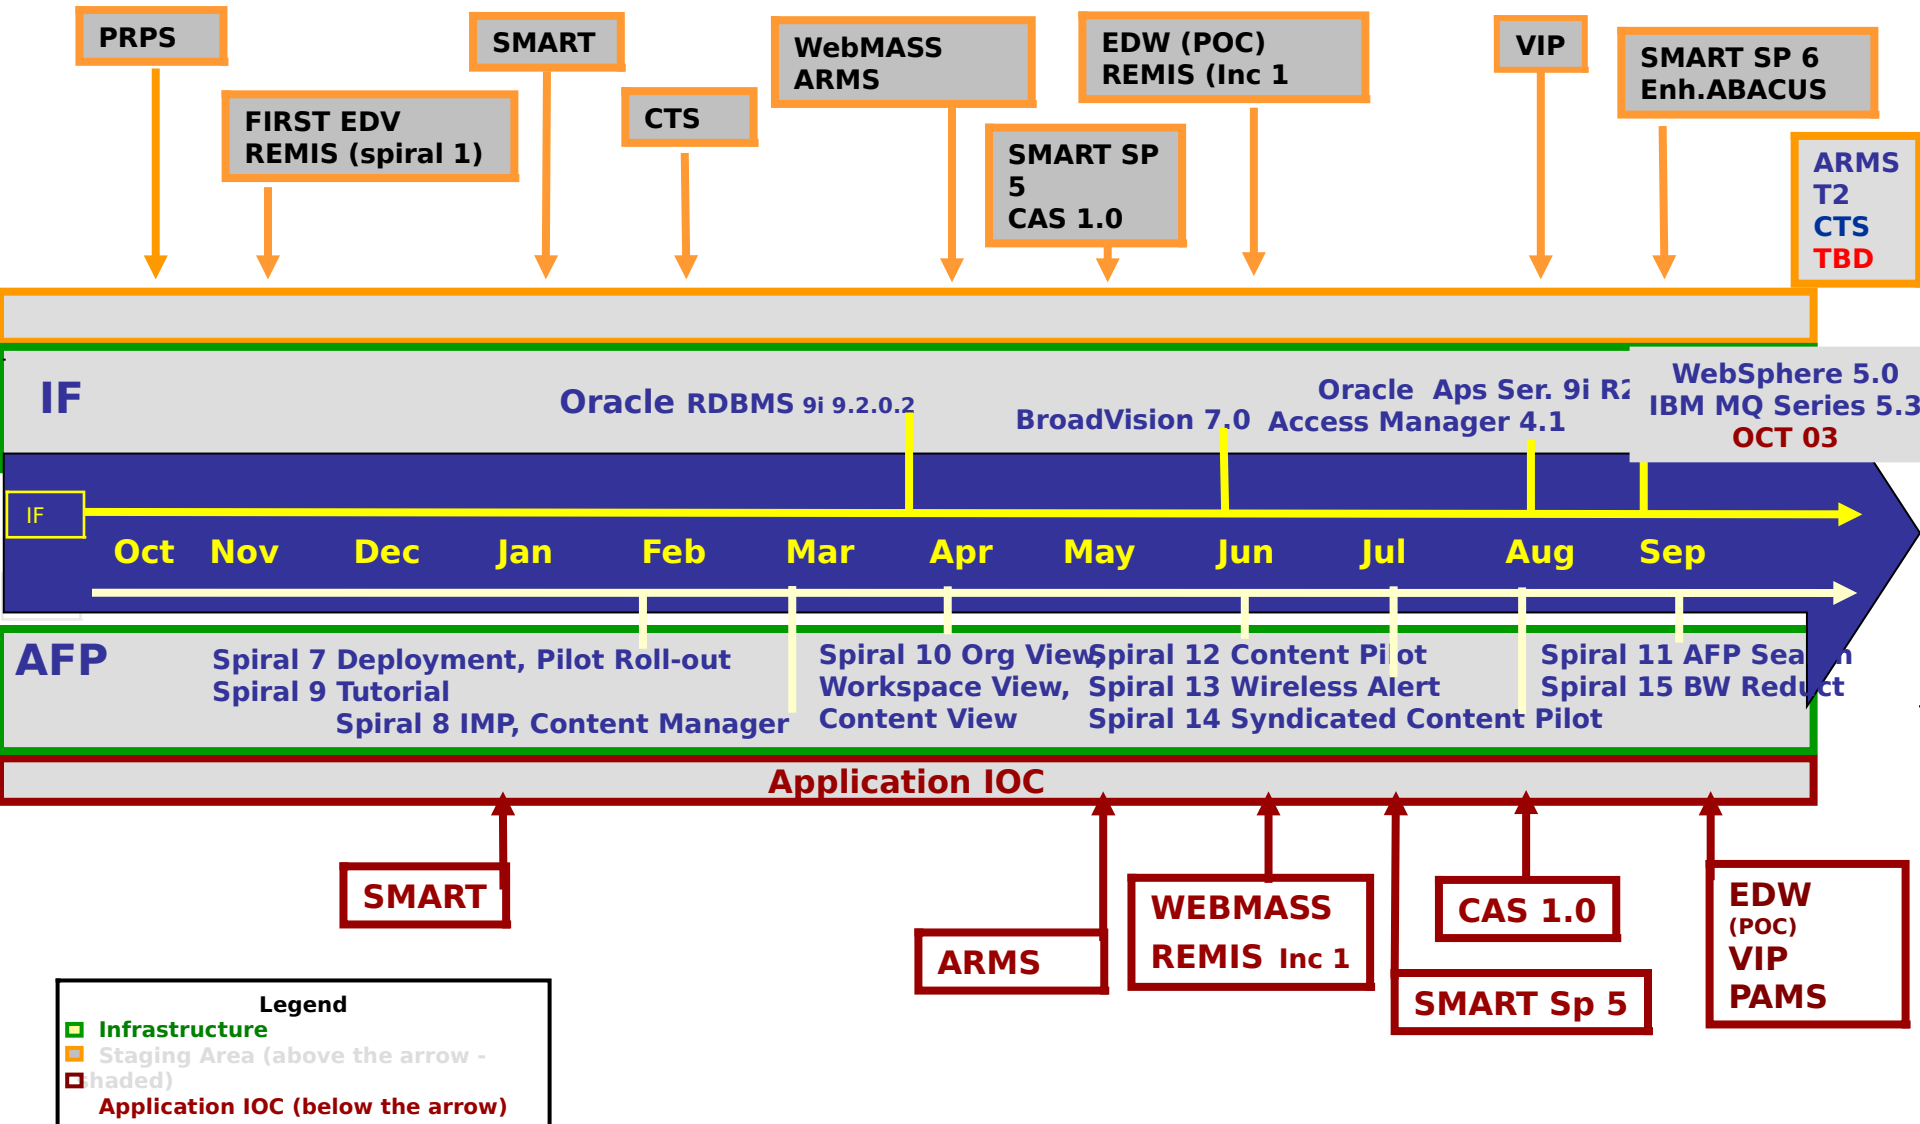 PRPS
SMART
WebMASS
ARMS
EDW (POC)
REMIS (Inc 1
VIP
SMART SP 6
Enh.ABACUS
FIRST EDV
REMIS (spiral 1)
CTS
SMART SP
5
CAS 1.0
ARMS
T2
CTS
TBD
IF
Oracle RDBMS 9i 9.2.0.2
BroadVision 7.0
Oracle Aps Ser. 9i R2
Access Manager 4.1
WebSphere 5.0
IBM MQ Series 5.3
OCT 03
IF
Oct Nov Dec Jan Feb Mar Apr May Jun Jul Aug Sep
AFP
Spiral 7 Deployment, Pilot Roll-out
Spiral 9 Tutorial
Spiral 8 IMP, Content Manager
Spiral 10 Org View,
Workspace View,
Content View
Spiral 12 Content Pilot
Spiral 13 Wireless Alert
Spiral 14 Syndicated Content Pilot
Spiral 11 AFP Search
Spiral 15 BW Reduct
Application IOC
SMART
ARMS
WEBMASS
REMIS Inc 1
CAS 1.0
SMART Sp 5
EDW
(POC)
VIP
PAMS
Legend
Infrastructure
Staging Area (above the arrow -
shaded)
Application IOC (below the arrow)